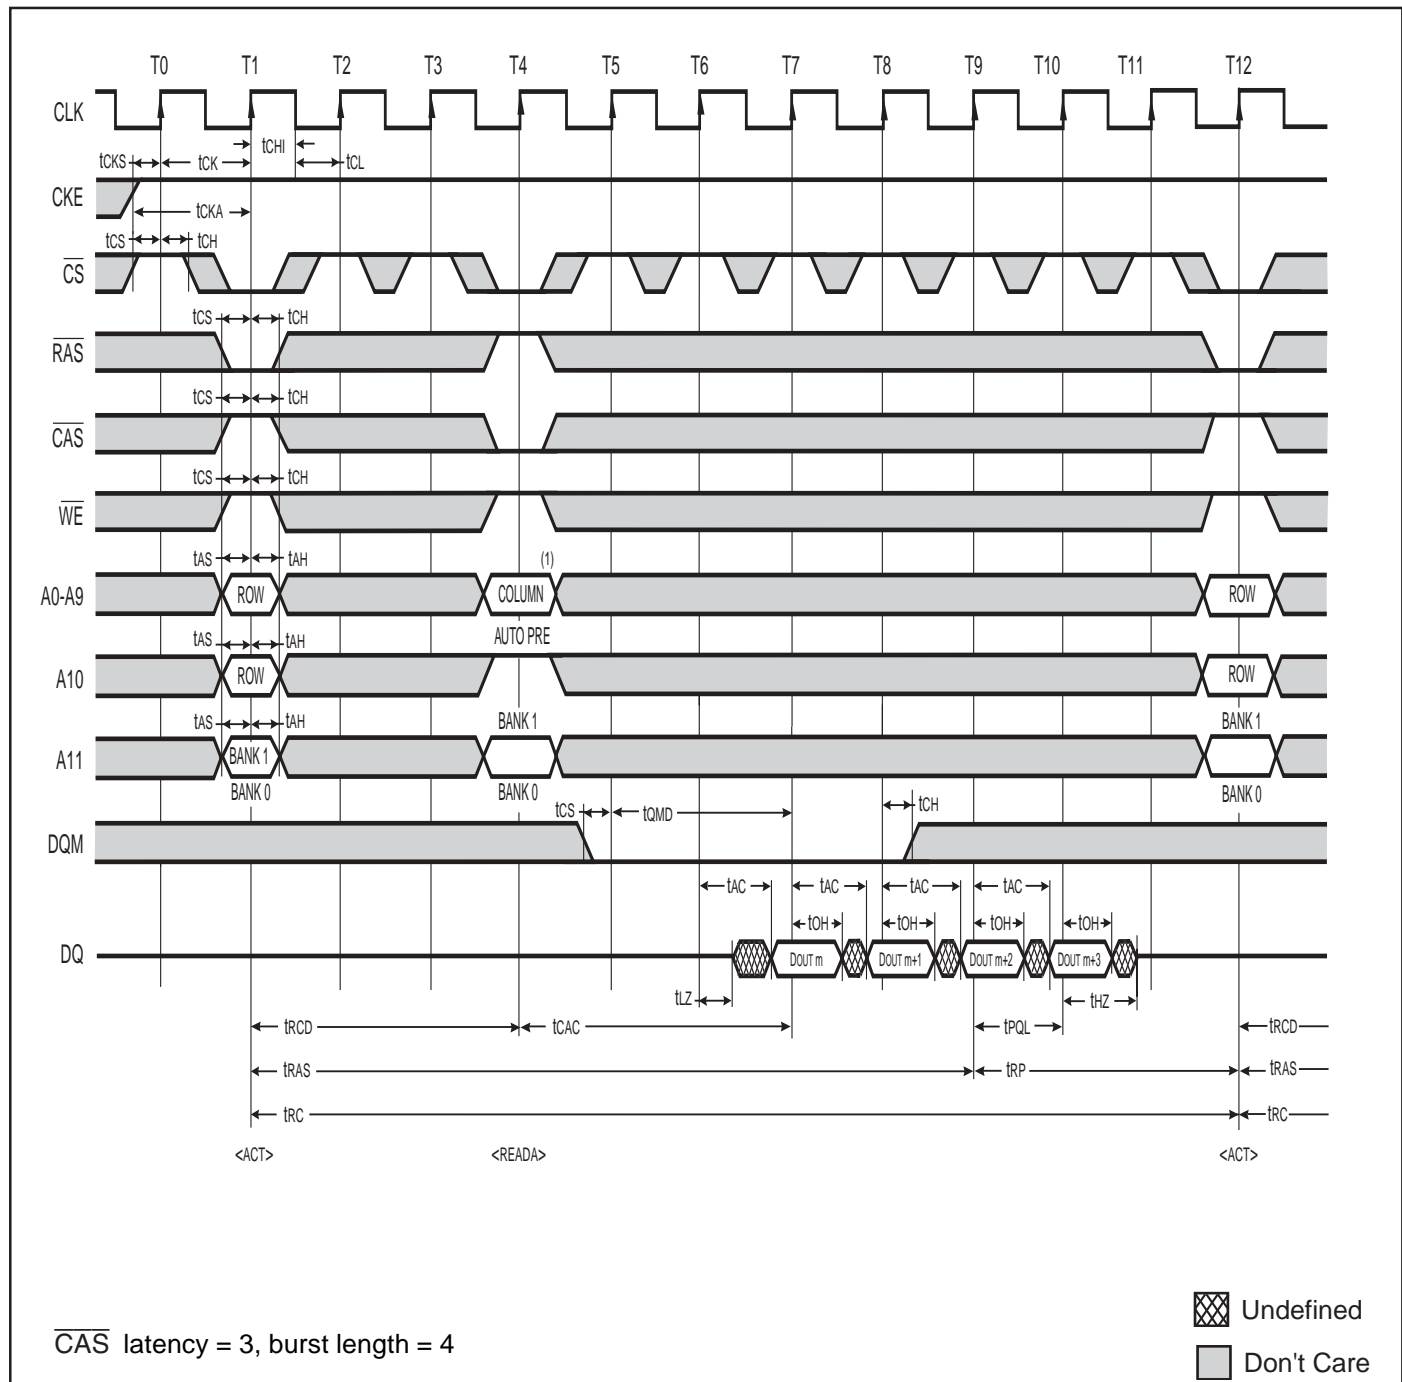 T0 T1 T2 T3 T4 T5 T6 T7 T8 T9 T10 T11 T12
CLK
tCHI
tCKS tCK tCL
CKE
tCKA
tCS tCH
CS
tCS tCH
RAS
tCS tCH
CAS
tCS tCH
WE
tAS tAH (1)
A0-A9 ROW COLUMN ROW
tAS tAH AUTO PRE
A10 ROW ROW
tAS tAH BANK 1 BANK 1
A11 BANK 1
BANK 0 BANK 0 BANK 0
tCS tQMD tCH
DQM
tAC tAC tAC tAC
tOH tOH tOH tOH
DQ DOUT m DOUT m+1 DOUT m+2 DOUT m+3
tLZ tHZ
tRCD tCAC tPQL tRCD
tRAS tRP tRAS
tRC tRC
<ACT> <READA> <ACT>
Undefined
CAS latency = 3, burst length = 4
Don't Care